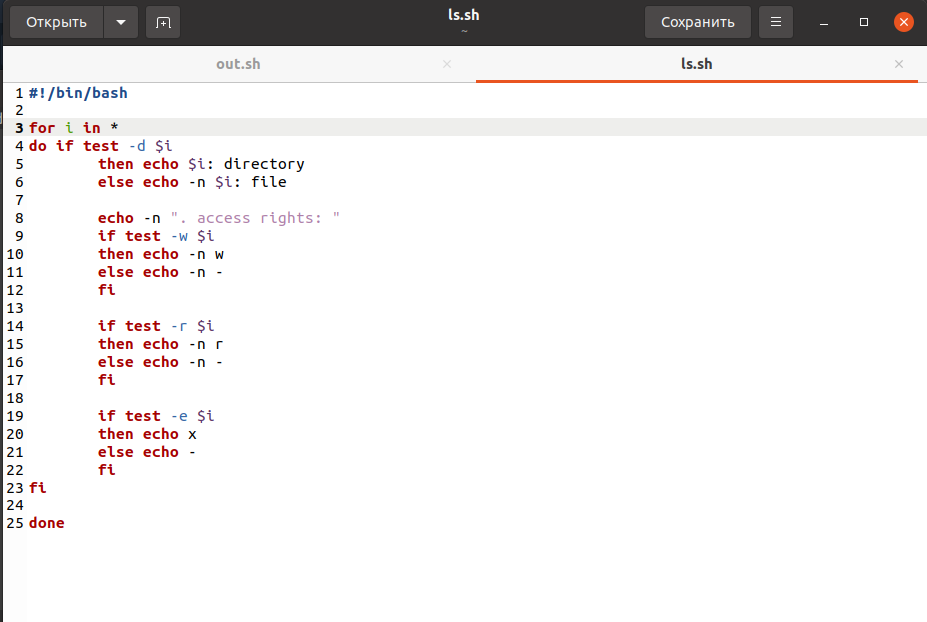 Открыть
ls.sh
~
Сохранить
out.sh
ls.sh
1 #!/bin/bash
2
3 for i in *
4 do if test -d $i
5 then echo $i: directory
6 else echo -n $i: file
7
8 echo -n ". access rights: "
9 if test -w $i
10 then echo -n w
11 else echo -n -
12 fi
13
14 if test -r $i
15 then echo -n r
16 else echo -n -
17 fi
18
19 if test -e $i
20 then echo x
21 else echo -
22 fi
23 fi
24
25 done